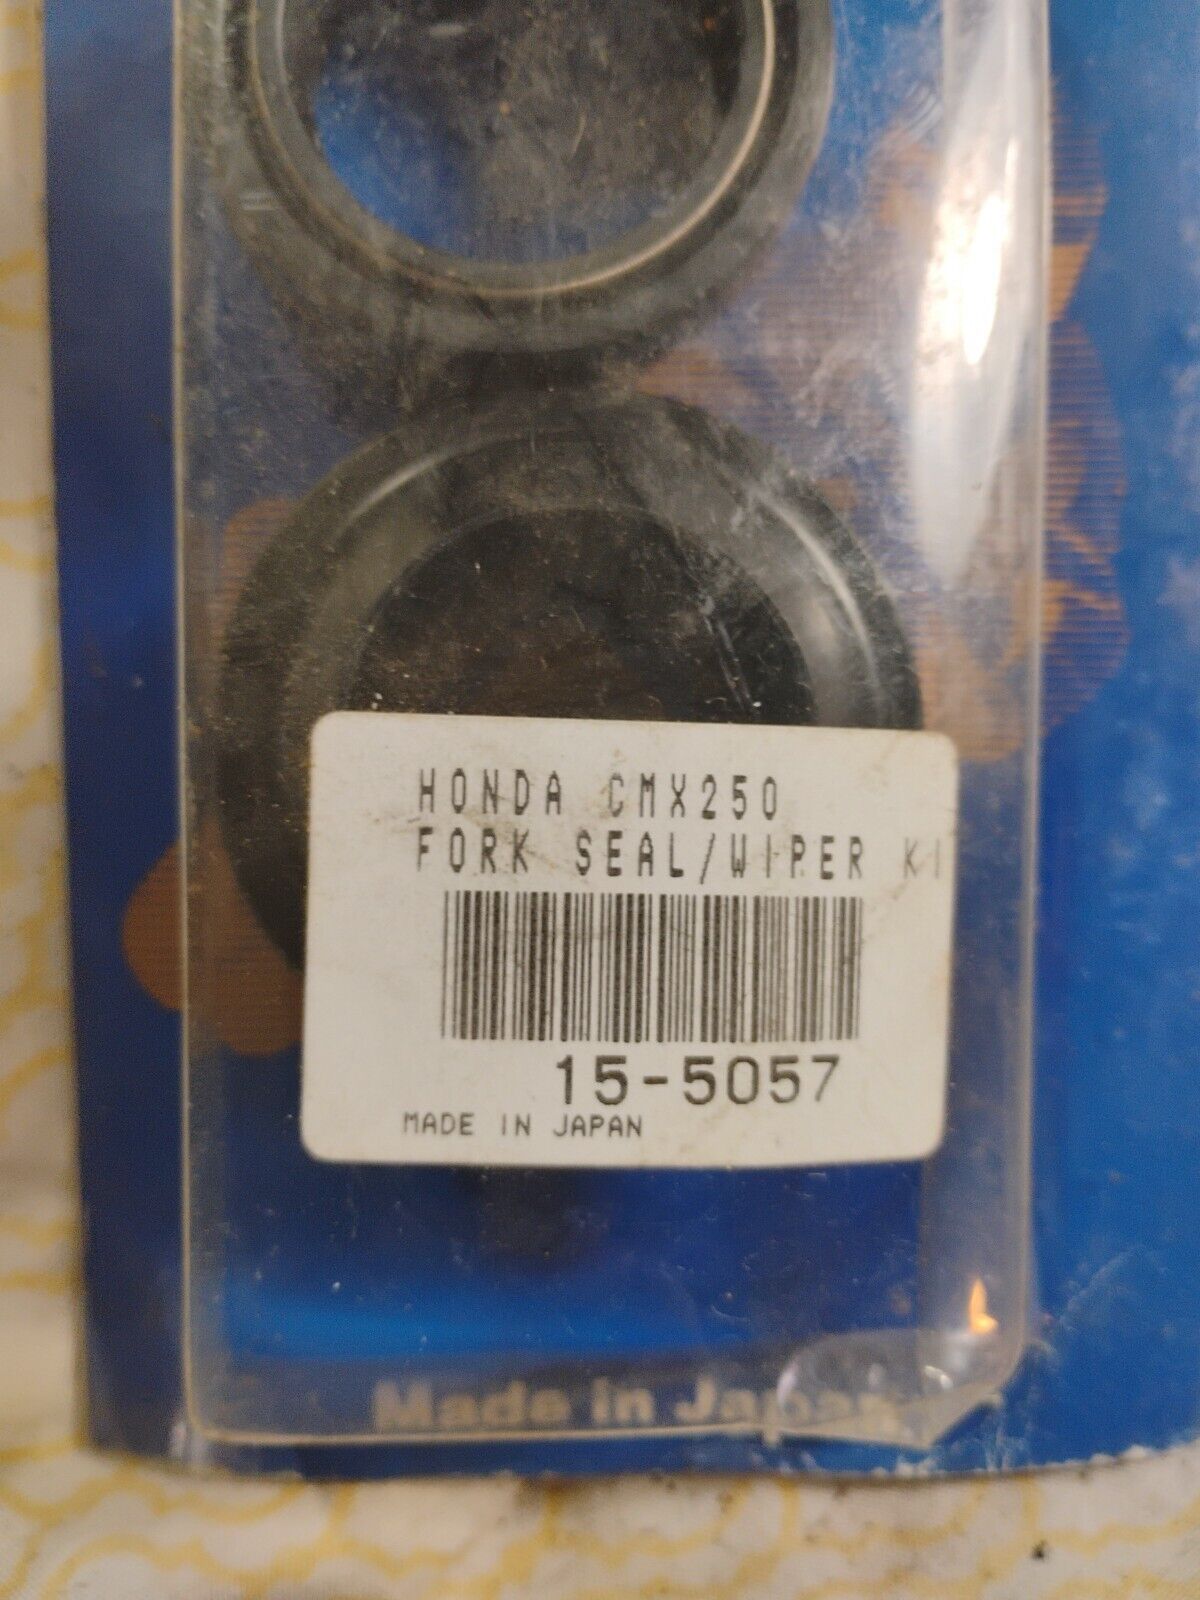 HONDA CMX250
FORK SEAL/WIPER KI
15-5057
MADE IN JAPAN
Made in Japan